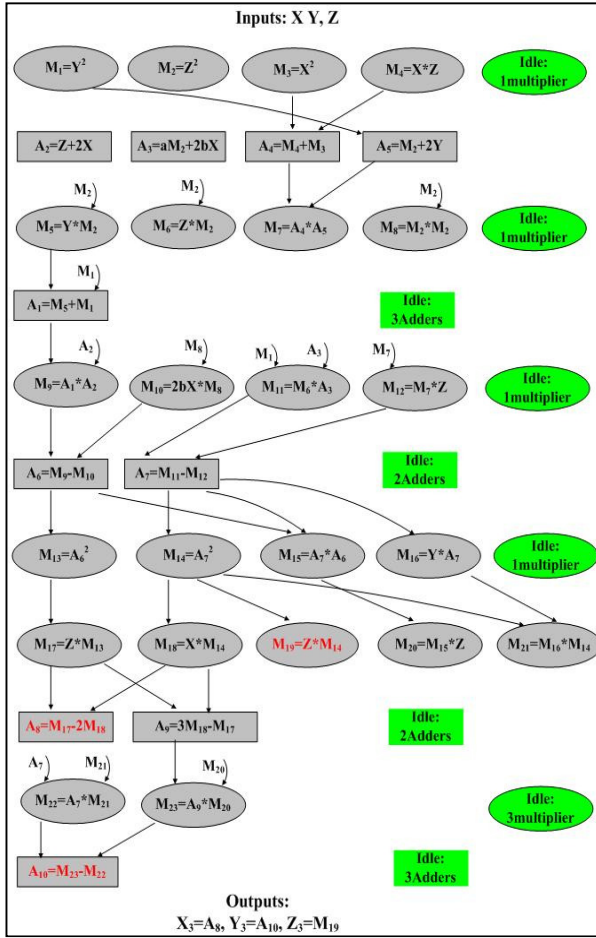 Inputs: X Y, Z
M₁=Y² M₂=Z² M₃=X² M₄=X*Z Idle: 1multiplier
A₂=Z+2X A₃=aM₂+2bX A₄=M₄+M₃ A₅=M₂+2Y
M₂ M₂ M₂
M₅=Y*M₂ M₆=Z*M₂ M₇=A₄*A₅ M₈=M₂*M₂ Idle: 1multiplier
M₁
A₁=M₅+M₁ Idle: 3Adders
A₂ M₈ M₁ A₃ M₇
M₉=A₁*A₂ M₁₀=2bX*M₈ M₁₁=M₆*A₃ M₁₂=M₇*Z Idle: 1multiplier
A₆=M₉-M₁₀ A₇=M₁₁-M₁₂ Idle: 2Adders
M₁₃=A₆² M₁₄=A₇² M₁₅=A₇*A₆ M₁₆=Y*A₇ Idle: 1multiplier
M₁₇=Z*M₁₃ M₁₈=X*M₁₄ M₁₉=Z*M₁₄ M₂₀=M₁₅*Z M₂₁=M₁₆*M₁₄
A₈=M₁₇-2M₁₈ A₉=3M₁₈-M₁₇ Idle: 2Adders
A₇ M₂₁ M₂₀
M₂₂=A₇*M₂₁ M₂₃=A₉*M₂₀ Idle: 3multiplier
A₁₀=M₂₃-M₂₂ Idle: 3Adders
Outputs:
X₃=A₈, Y₃=A₁₀, Z₃=M₁₉